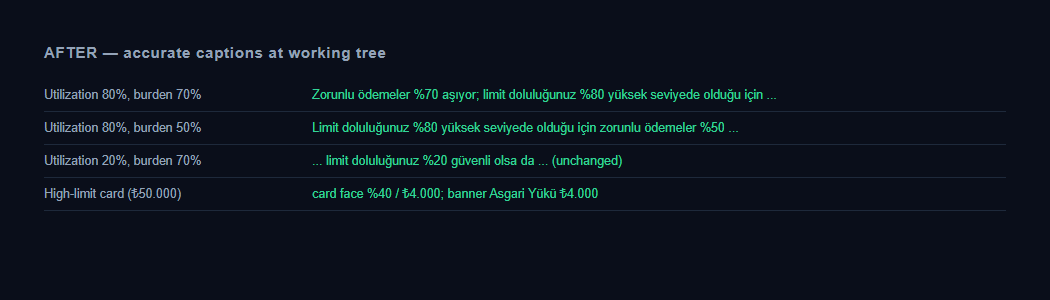 AFTER — accurate captions at working tree
Utilization 80%, burden 70% Zorunlu ödemeler %70 aşıyor; limit doluluğunuz %80 yüksek seviyede olduğu için ...
Utilization 80%, burden 50% Limit doluluğunuz %80 yüksek seviyede olduğu için zorunlu ödemeler %50 ...
Utilization 20%, burden 70% ... limit doluluğunuz %20 güvenli olsa da ... (unchanged)
High-limit card (₺50.000) card face %40 / ₺4.000; banner Asgari Yükü ₺4.000